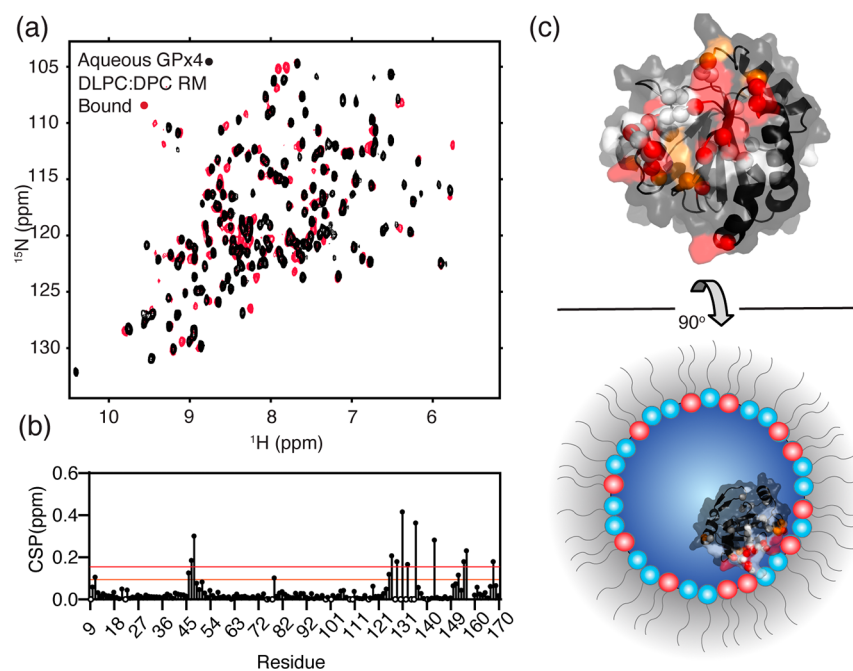 (a)
Aqueous GPx4
DLPC:DPC RM
Bound
105
110
115
120
125
130
15N (ppm)
10 9 8 7 6
1H (ppm)
(b)
CSP(ppm)
0.6
0.4
0.2
0.0
9 18 27 36 45 54 63 72 82 92 101 111 121 131 140 149 160 170
Residue
(c)
90º